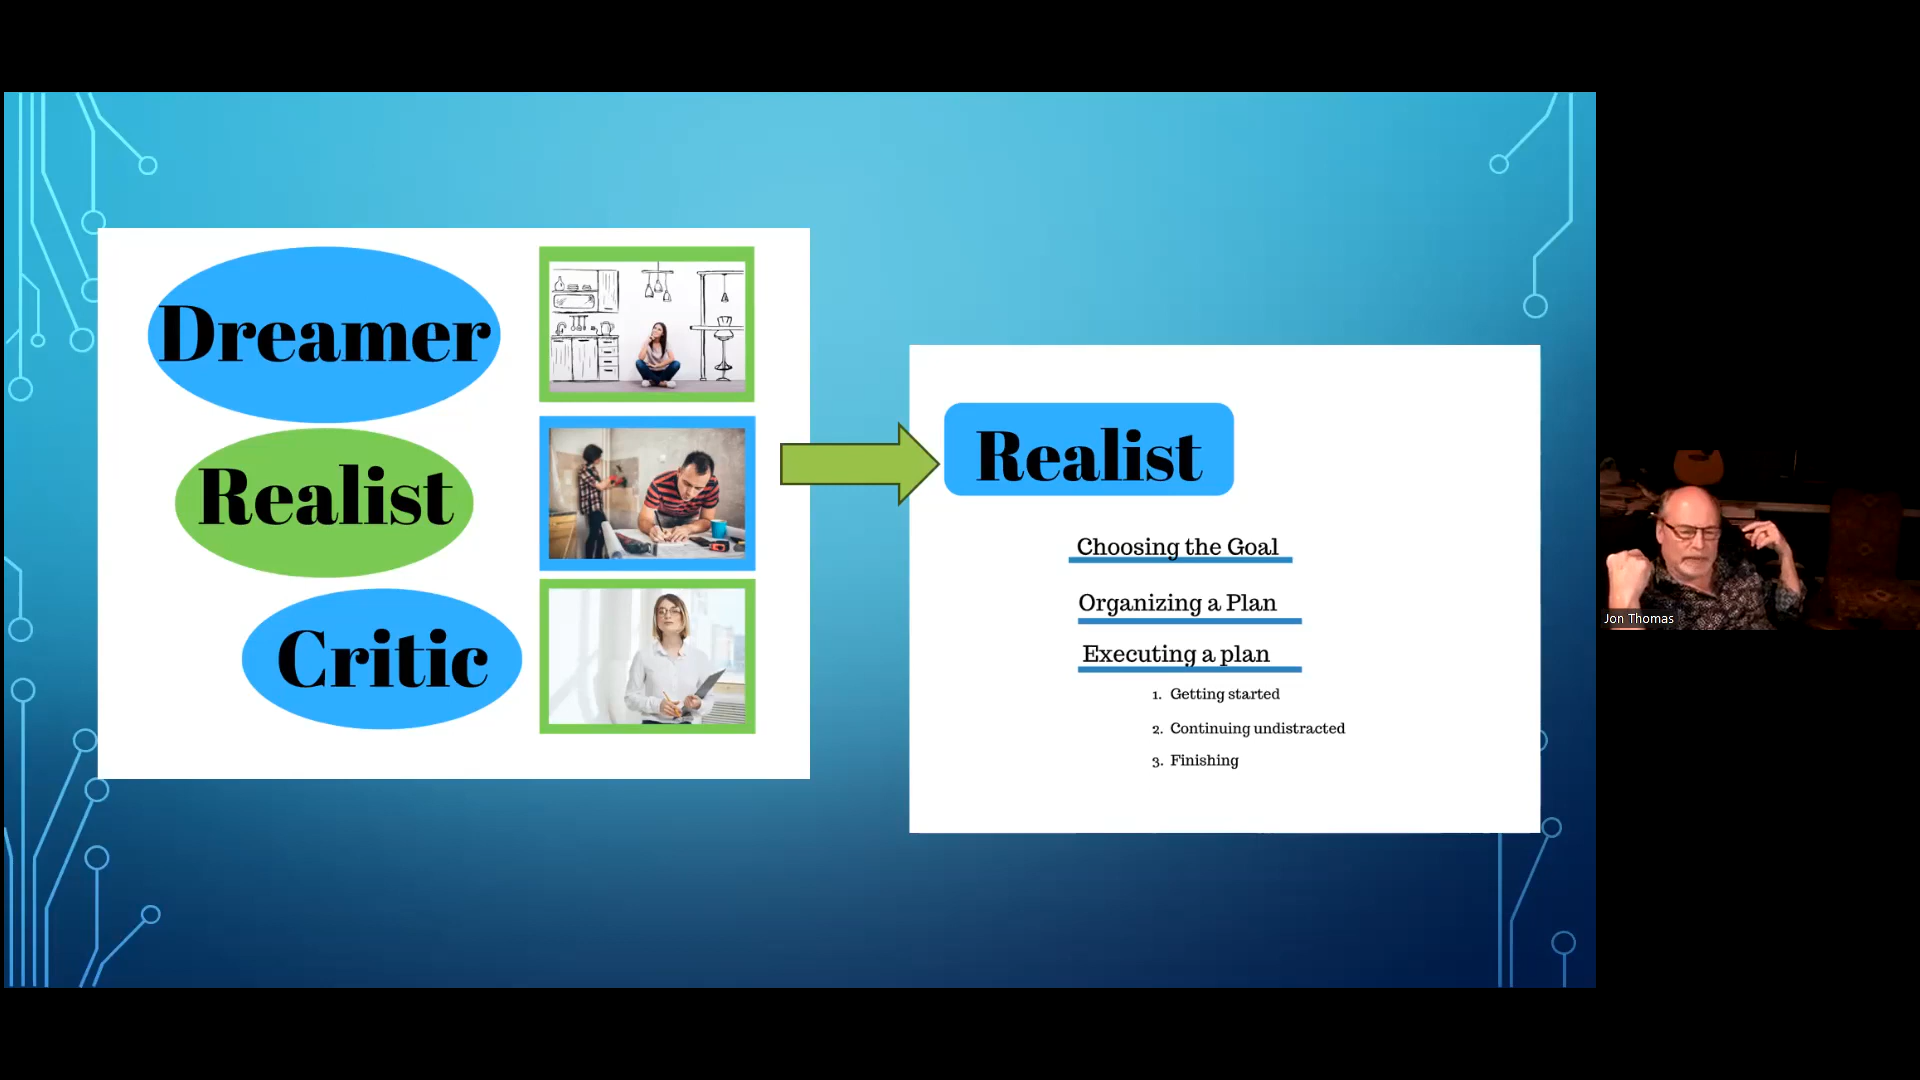 Dreamer
Realist
Critic
Realist
Choosing the Goal
Organizing a Plan
Executing a plan
1. Getting started
2. Continuing undistracted
3. Finishing
Jon Thomas